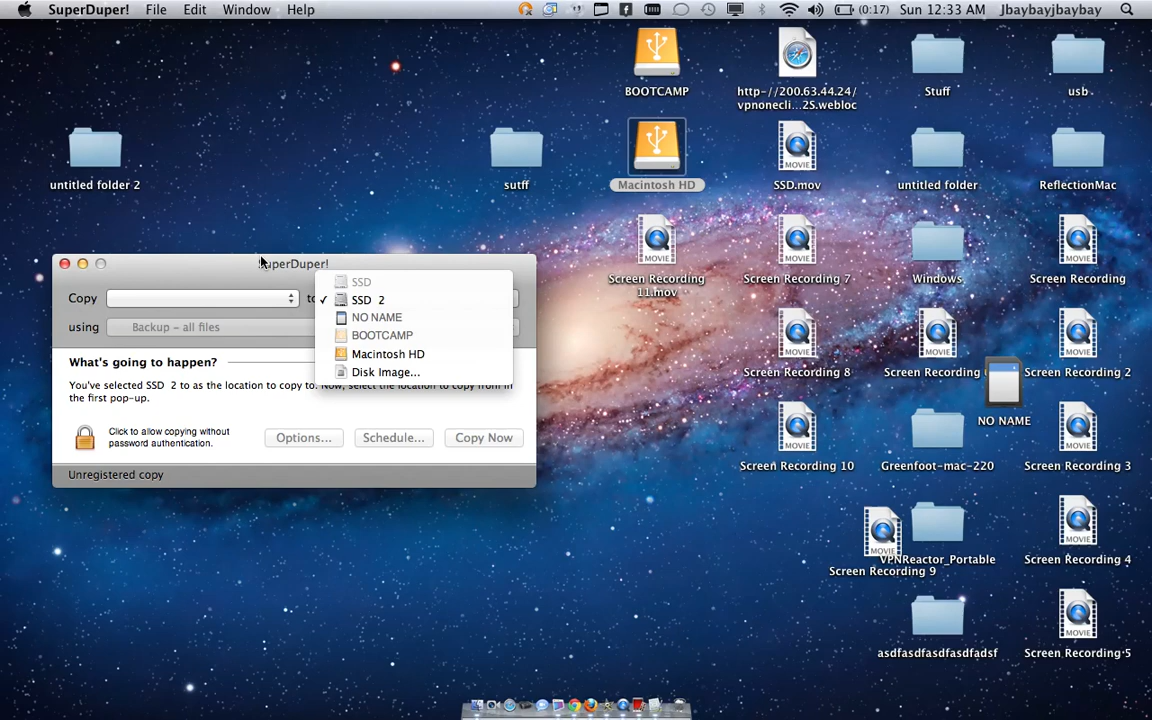 SuperDuper! File Edit Window Help (0:17) Sun 12:33 AM Jbaybayjbaybay
BOOTCAMP
http-//200.63.44.24/
vpnonecli...2S.webloc
Stuff
usb
untitled folder 2
sutff
Macintosh HD
SSD.mov
untitled folder
ReflectionMac
Screen Recording
11.mov
Screen Recording 7
Windows
Screen Recording
SuperDuper!
Copy
using Backup – all files
SSD
✓ SSD 2
NO NAME
BOOTCAMP
Macintosh HD
Disk Image...
What's going to happen?
You've selected SSD 2 to as the location to copy to. Now, select the location to copy from in
the first pop-up.
Click to allow copying without
password authentication.
Options... Schedule... Copy Now
Unregistered copy
Screen Recording 8
Screen Recording
Screen Recording 2
NO NAME
Screen Recording 10
Greenfoot-mac-220
Screen Recording 3
VPNReactor_Portable
Screen Recording 9
Screen Recording 4
asdfasdfasdfasdfadsf
Screen Recording 5